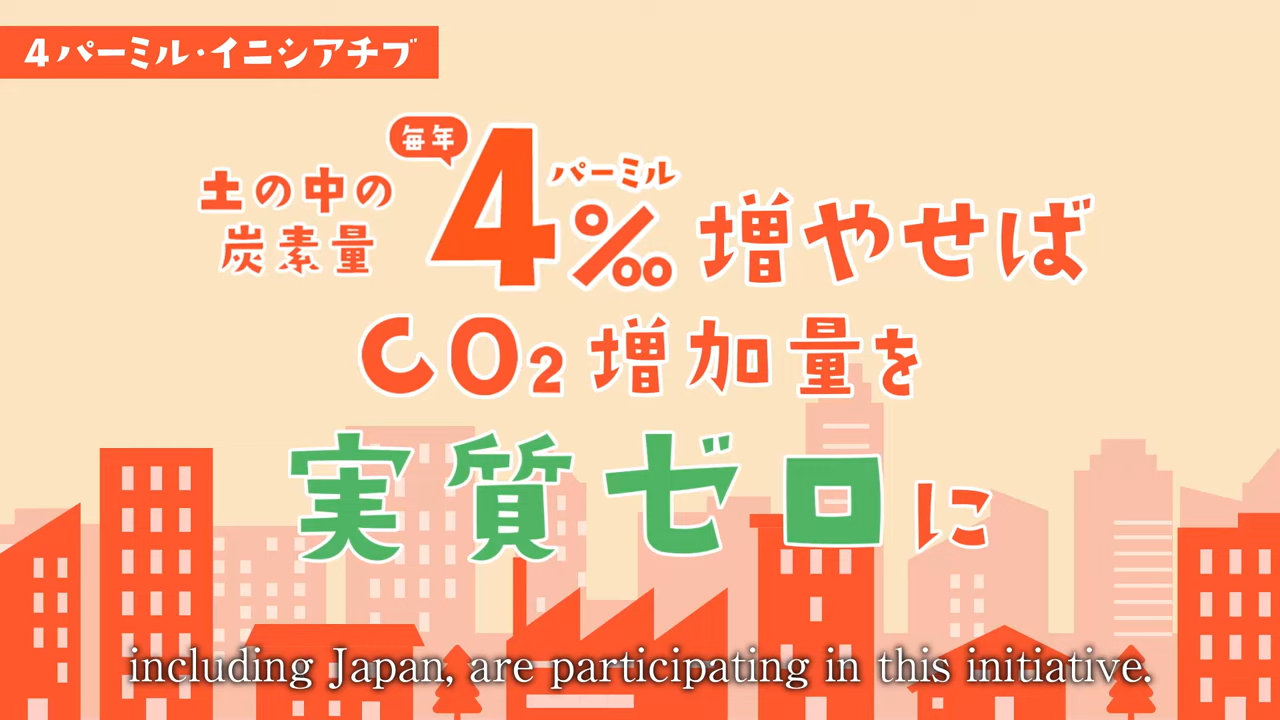 4パーミル・イニシアチブ
毎年
土の中の炭素量 4‰ 増やせば
パーミル
CO₂増加量を
実質ゼロに
including Japan, are participating in this initiative.